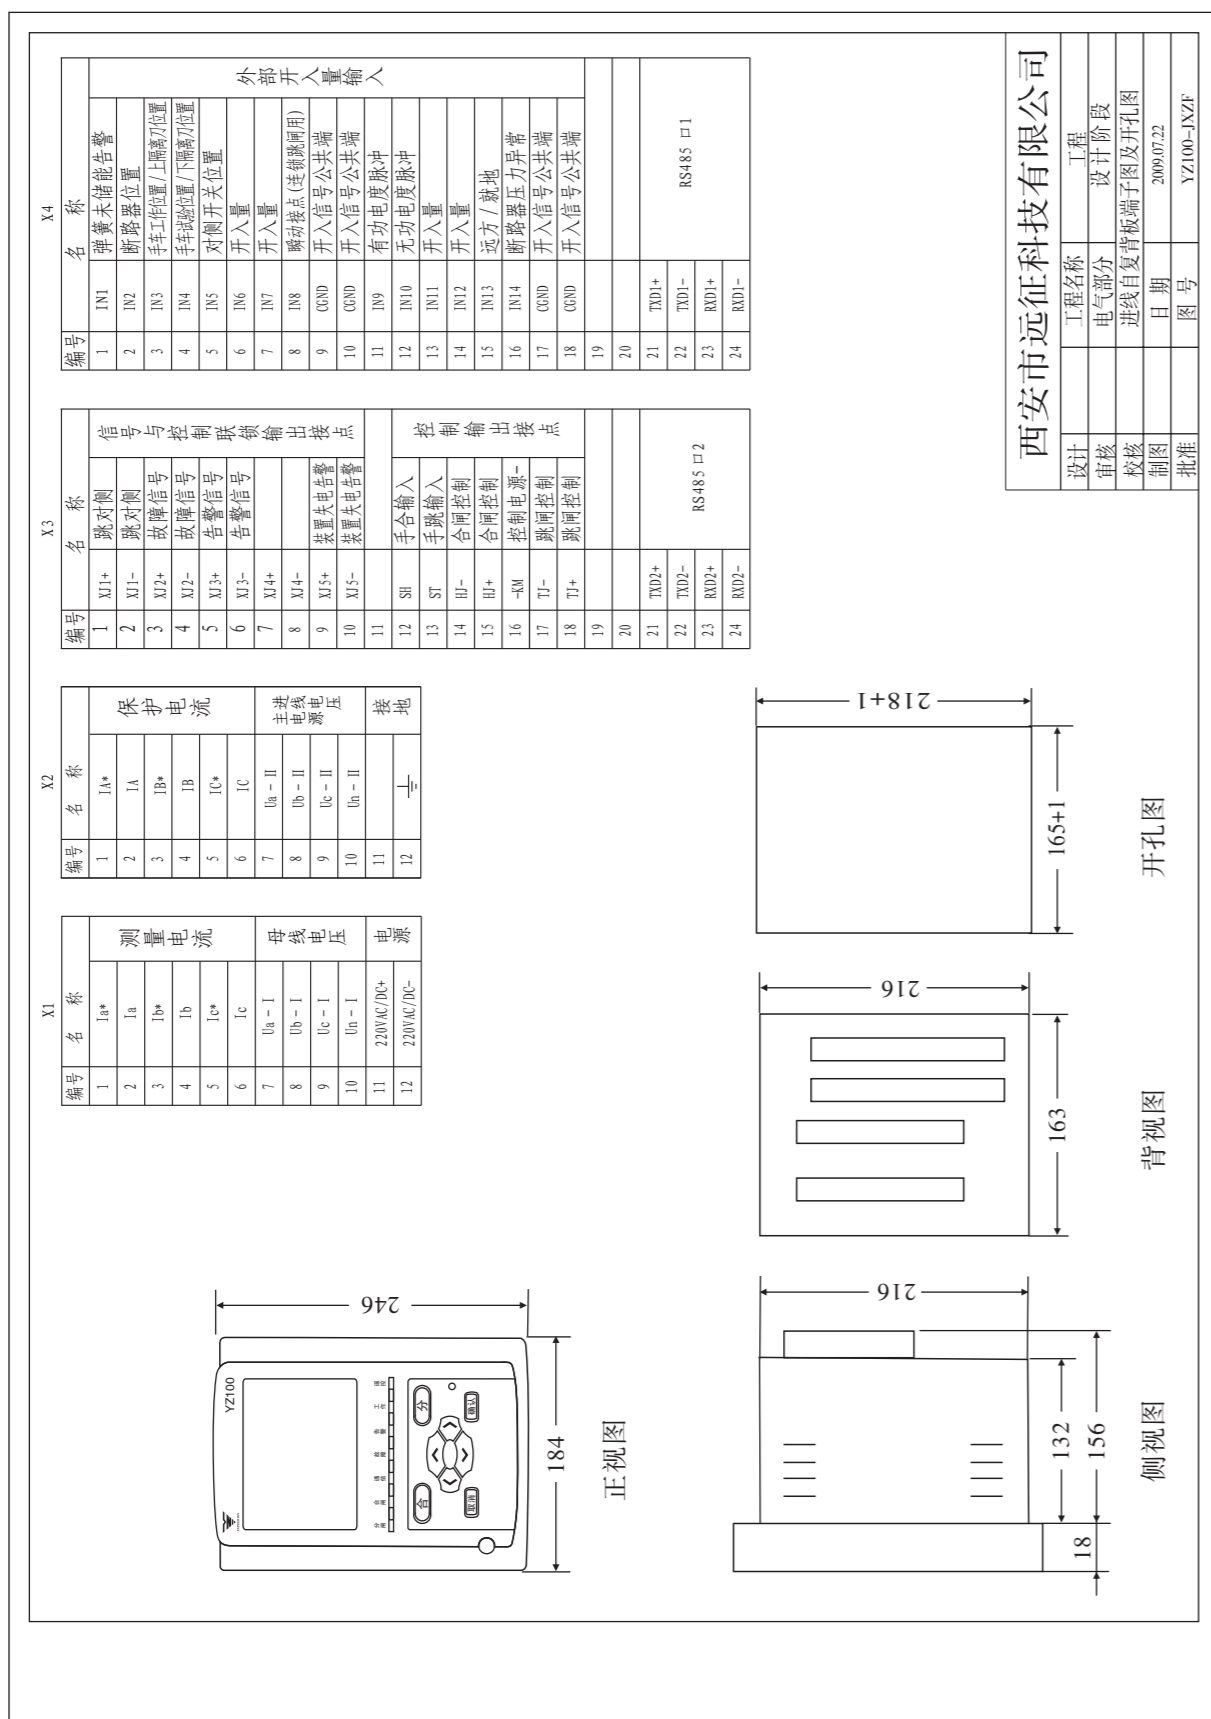 X1
编号 名 称
1 Ia* 测量电流
2 Ia
3 Ib*
4 Ib
5 Ic*
6 Ic
7 Ua - I 母线电压
8 Ub - I
9 Uc - I
10 Un - I
11 220VAC/DC+ 电源
12 220VAC/DC-
X2
编号 名 称
1 IA* 保护电流
2 IA
3 IB*
4 IB
5 IC*
6 IC
7 Ua - II 主进电源线电压
8 Ub - II
9 Uc - II
10 Un - II
11 接地
12
X3
编号 名 称
1 XJ1+ 跳对侧 信号与控制联锁输出接点
2 XJ1- 跳对侧
3 XJ2+ 故障信号
4 XJ2- 故障信号
5 XJ3+ 告警信号
6 XJ3- 告警信号
7 XJ4+
8 XJ4-
9 XJ5+ 装置失电告警
10 XJ5- 装置失电告警
11
12 SH 手合输入 控制输出接点
13 ST 手跳输入
14 HJ- 合闸控制
15 HJ+ 合闸控制
16 -KM 控制电源-
17 TJ- 跳闸控制
18 TJ+ 跳闸控制
19
20
21 TXD2+ RS485 口2
22 TXD2-
23 RXD2+
24 RXD2-
X4
编号 名 称
1 IN1 弹簧未储能告警 外部开入量输入
2 IN2 断路器位置
3 IN3 手车工作位置/上隔离刀位置
4 IN4 手车试验位置/下隔离刀位置
5 IN5 对侧开关位置
6 IN6 开入量
7 IN7 开入量
8 IN8 瞬动接点(连锁跳闸用)
9 CGND 开入信号公共端
10 CGND 开入信号公共端
11 IN9 有功电度脉冲
12 IN10 无功电度脉冲
13 IN11 开入量
14 IN12 开入量
15 IN13 远方/就地
16 IN14 断路器压力异常
17 CGND 开入信号公共端
18 CGND 开入信号公共端
19
20
21 TXD1+ RS485 口1
22 TXD1-
23 RXD1+
24 RXD1-
YZ100
合
分
取消
确认
246
184
正视图
216
132
156
18
侧视图
216
163
背视图
218+1
165+1
开孔图
西安市远征科技有限公司
设计 工程名称 工程
审核 电气部分 设计阶段
校核 进线自复背板端子图及开孔图
制图 日 期 2009.07.22
批准 图 号 YZ100-JXZF